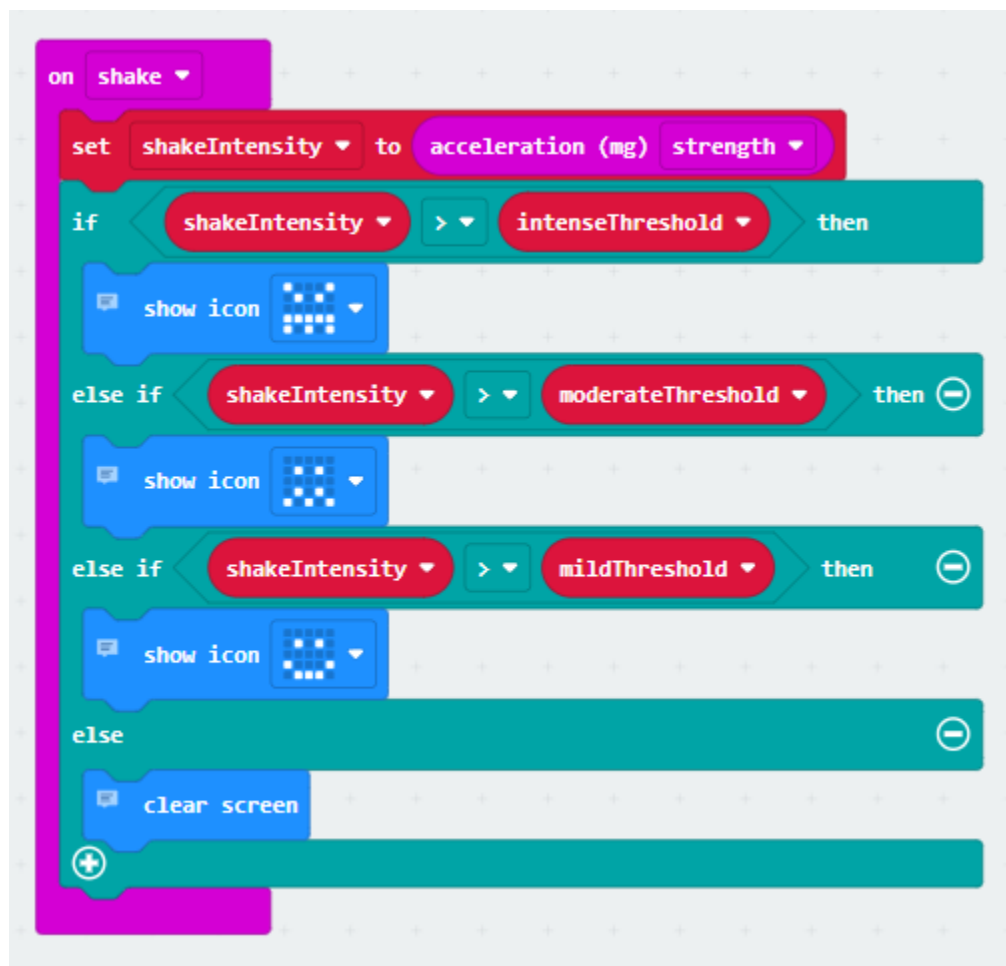 on shake
set shakeIntensity to acceleration (mg) strength
if shakeIntensity > intenseThreshold then
show icon
else if shakeIntensity > moderateThreshold then
show icon
else if shakeIntensity > mildThreshold then
show icon
else
clear screen